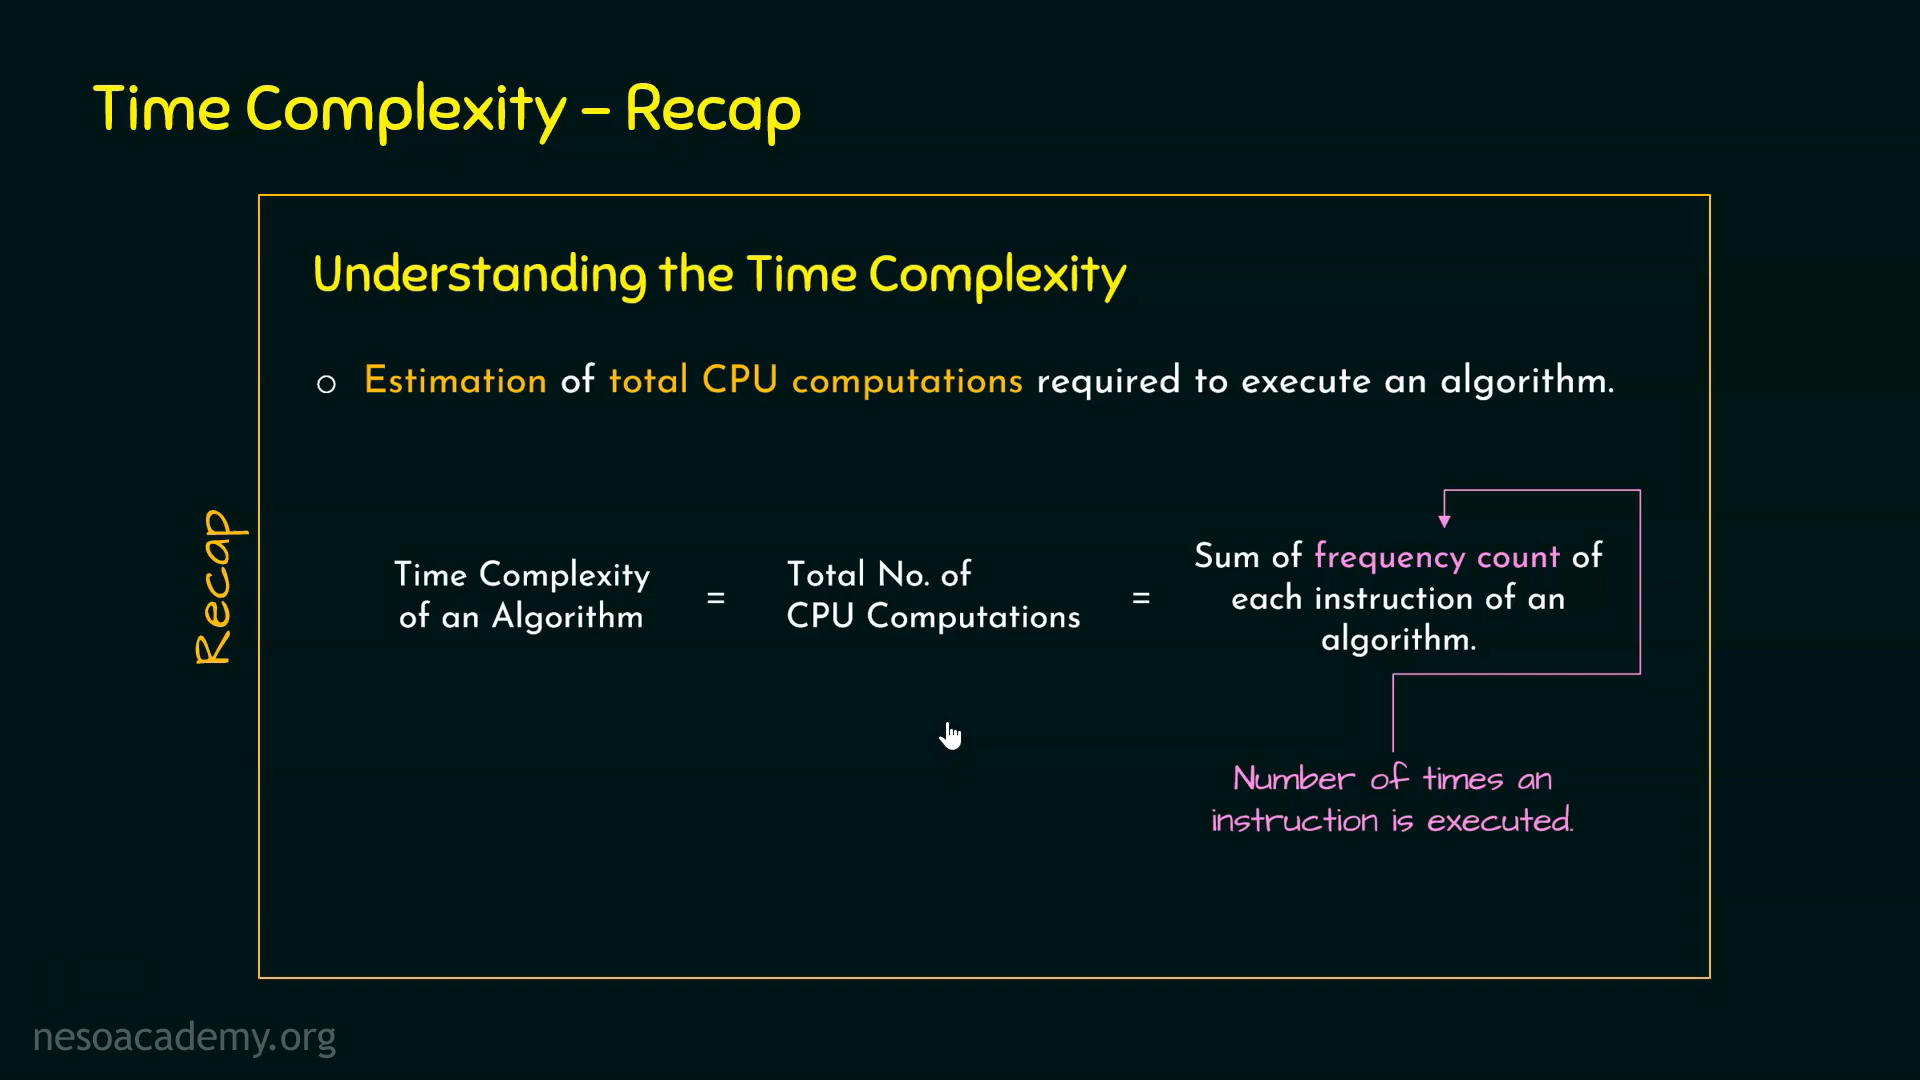 Time Complexity – Recap
Understanding the Time Complexity
○ Estimation of total CPU computations required to execute an algorithm.
Recap
Time Complexity
of an Algorithm
=
Total No. of
CPU Computations
=
Sum of frequency count of
each instruction of an
algorithm.
Number of times an
instruction is executed.
nesoacademy.org